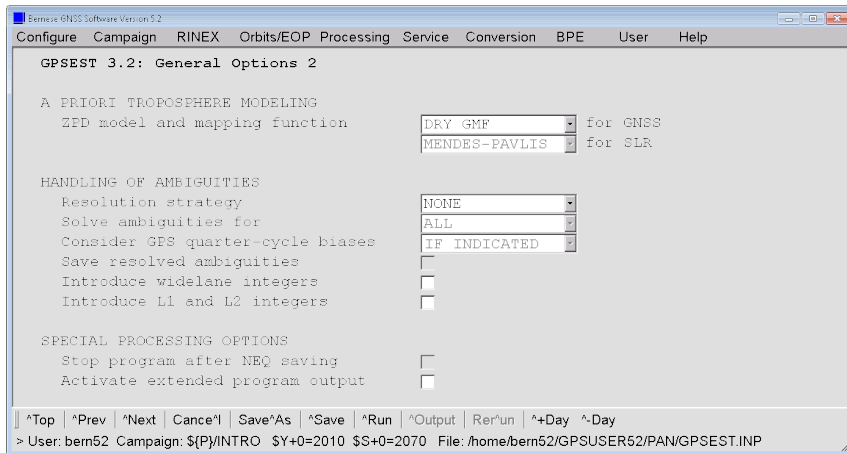 Bernese GNSS Software Version 5.2
Configure Campaign RINEX Orbits/EOP Processing Service Conversion BPE User Help
GPSEST 3.2: General Options 2
A PRIORI TROPOSPHERE MODELING
ZPD model and mapping function DRY GMF for GNSS
MENDES-PAVLIS for SLR
HANDLING OF AMBIGUITIES
Resolution strategy NONE
Solve ambiguities for ALL
Consider GPS quarter-cycle biases IF INDICATED
Save resolved ambiguities
Introduce widelane integers
Introduce L1 and L2 integers
SPECIAL PROCESSING OPTIONS
Stop program after NEQ saving
Activate extended program output
^Top | ^Prev | ^Next | Cance^l | Save^As | ^Save | ^Run | ^Output | Rer^un | ^+Day ^-Day
> User: bern52 Campaign: ${P}/INTRO $Y+0=2010 $S+0=2070 File: /home/bern52/GPSUSER52/PAN/GPSEST.INP